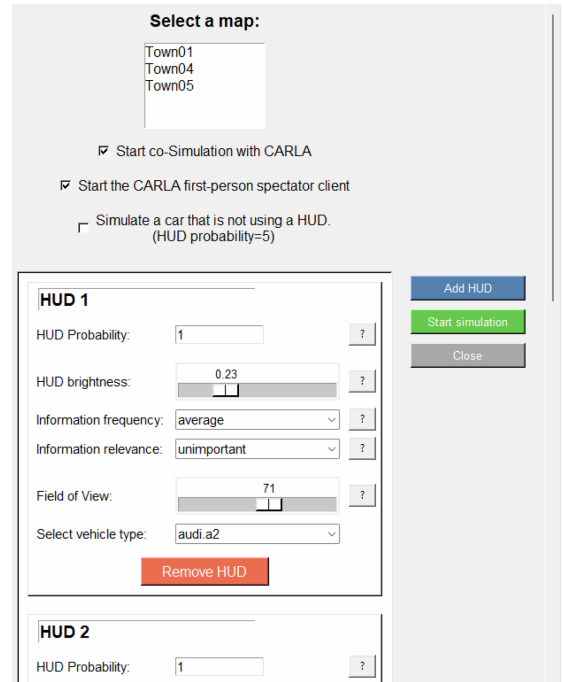 Select a map:
Town01
Town04
Town05
Start co-Simulation with CARLA
Start the CARLA first-person spectator client
Simulate a car that is not using a HUD.
(HUD probability=5)
Add HUD
Start simulation
Close
HUD 1
HUD Probability: 1 ?
HUD brightness: 0.23 ?
Information frequency: average ?
Information relevance: unimportant ?
Field of View: 71 ?
Select vehicle type: audi.a2
Remove HUD
HUD 2
HUD Probability: 1 ?